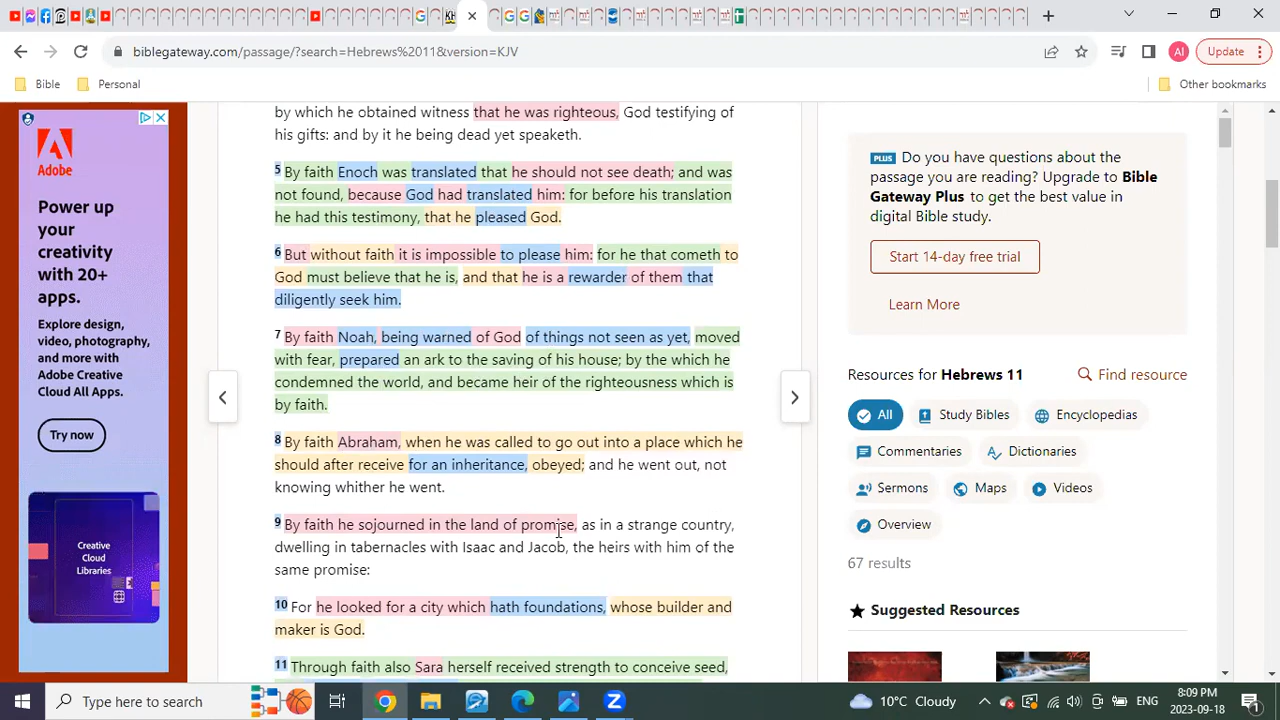 Update
biblegateway.com/passage/?search=Hebrews%2011&version=KJV
AI
Bible
Personal
Other bookmarks
Adobe
Power up
your
creativity
with 20+
apps.
Explore design,
video, photography,
and more with
Adobe Creative
Cloud All Apps.
Try now
Creative
Cloud
Libraries
by which he obtained witness that he was righteous, God testifying of
his gifts: and by it he being dead yet speaketh.
5 By faith Enoch was translated that he should not see death; and was
not found, because God had translated him: for before his translation
he had this testimony, that he pleased God.
6 But without faith it is impossible to please him: for he that cometh to
God must believe that he is, and that he is a rewarder of them that
diligently seek him.
7 By faith Noah, being warned of God of things not seen as yet, moved
with fear, prepared an ark to the saving of his house; by the which he
condemned the world, and became heir of the righteousness which is
by faith.
8 By faith Abraham, when he was called to go out into a place which he
should after receive for an inheritance, obeyed; and he went out, not
knowing whither he went.
9 By faith he sojourned in the land of promise, as in a strange country,
dwelling in tabernacles with Isaac and Jacob, the heirs with him of the
same promise:
10 For he looked for a city which hath foundations, whose builder and
maker is God.
11 Through faith also Sara herself received strength to conceive seed,
PLUS Do you have questions about the
passage you are reading? Upgrade to Bible
Gateway Plus to get the best value in
digital Bible study.
Start 14-day free trial
Learn More
Resources for Hebrews 11
Find resource
All
Study Bibles
Encyclopedias
Commentaries
Dictionaries
Sermons
Maps
Videos
Overview
67 results
Suggested Resources
Type here to search
10°C Cloudy
ENG
8:09 PM
2023-09-18
1